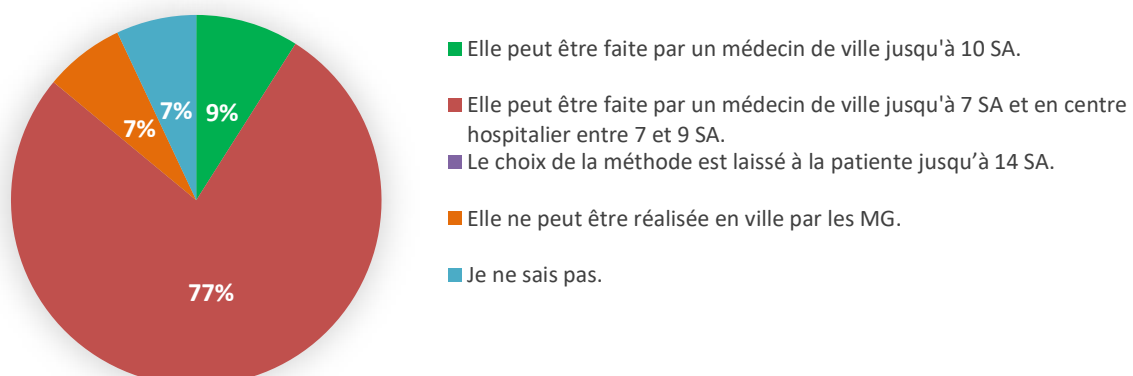 Elle peut être faite par un médecin de ville jusqu'à 10 SA.
7%
9%
Elle peut être faite par un médecin de ville jusqu'à 7 SA et en centre
hospitalier entre 7 et 9 SA.
7%
Le choix de la méthode est laissé à la patiente jusqu’à 14 SA.
Elle ne peut être réalisée en ville par les MG.
Je ne sais pas.
77%